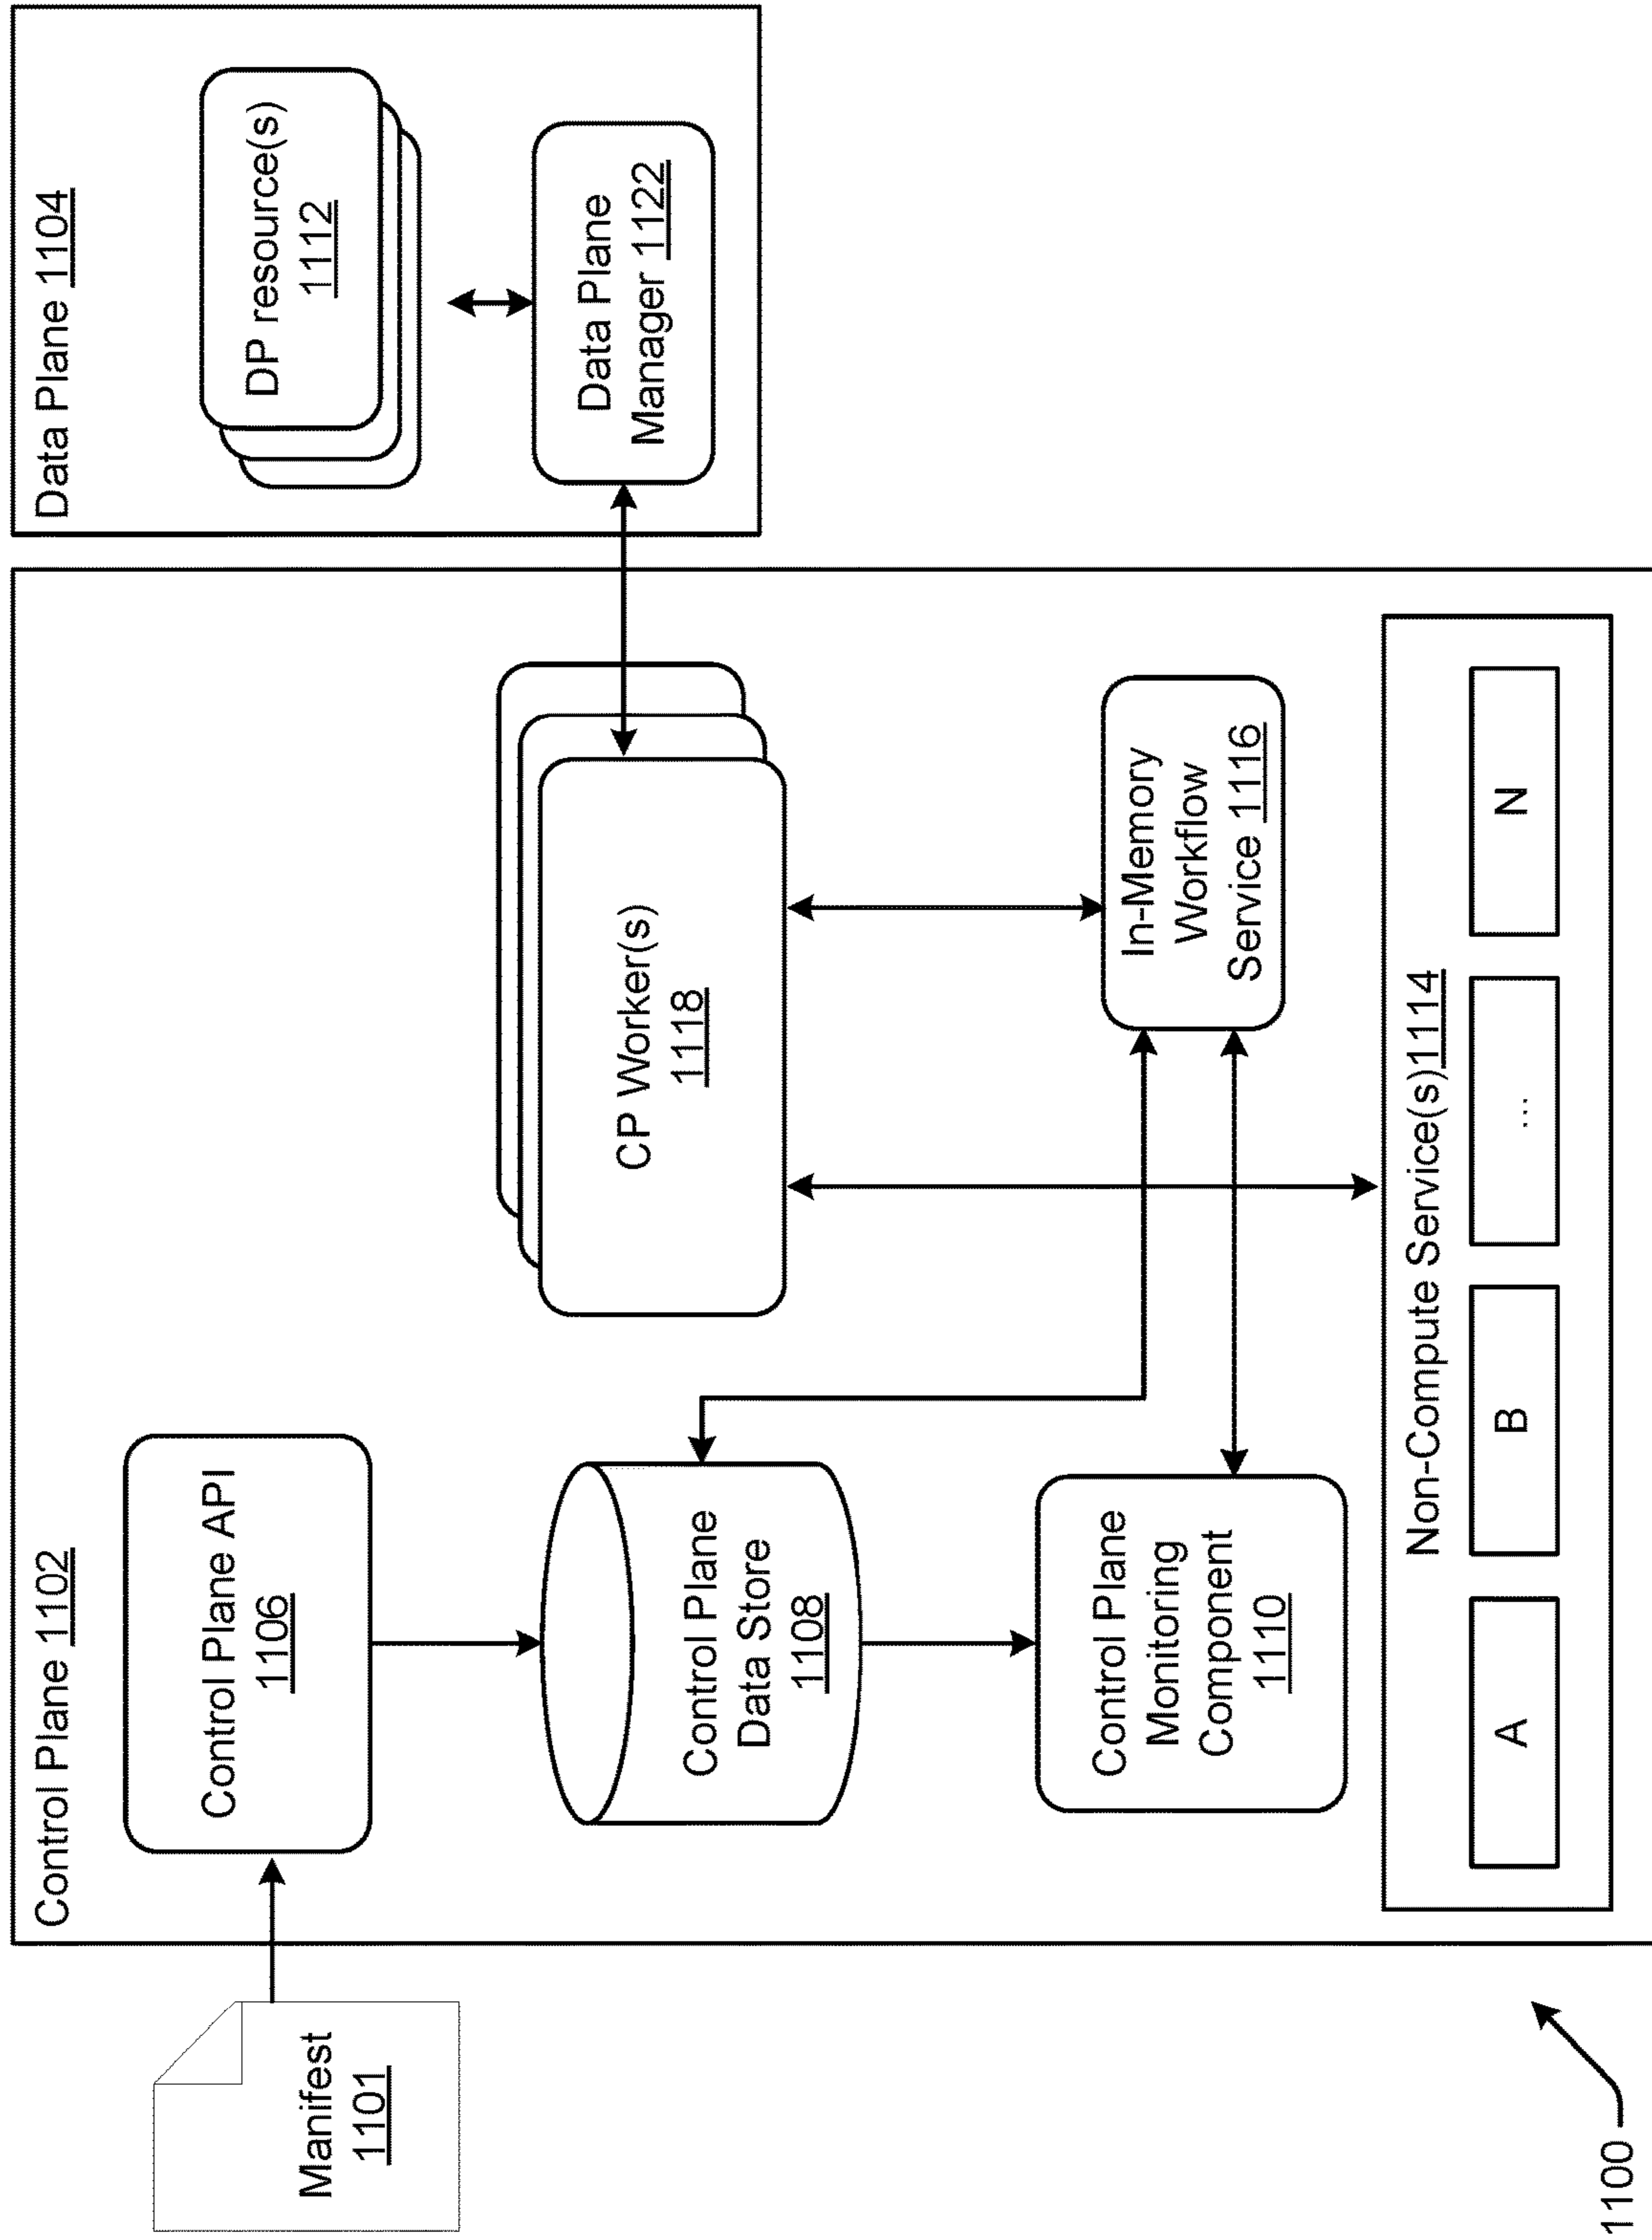 Control Plane 1102
Data Plane 1104
Manifest
1101
Control Plane API
1106
DP resource(s)
1112
CP Worker(s)
1118
Data Plane
Manager 1122
Control Plane
Data Store
1108
Control Plane
Monitoring
Component
1110
In-Memory
Workflow
Service 1116
Non-Compute Service(s)1114
A
B
...
N
1100